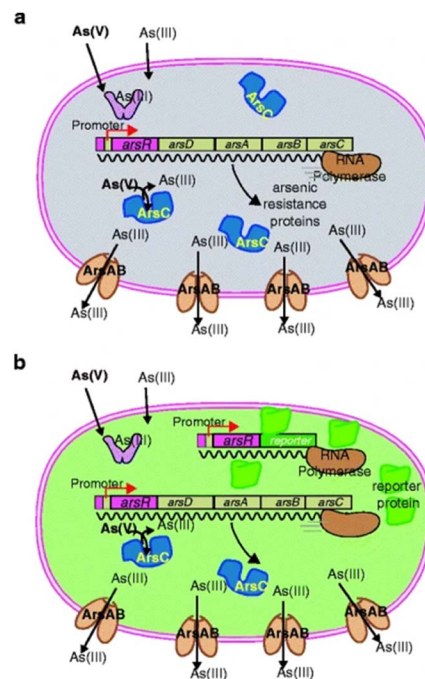 a
As(V) As(III)
As(III)
ArsC
Promoter
arsR arsD arsA arsB arsC
RNA
Polymerase
As(V) As(III)
ArsC
arsenic
resistance
proteins
ArsC
As(III) As(III) As(III) As(III)
ArsAB ArsAB ArsAB ArsAB
As(III) As(III) As(III) As(III)
b
As(V) As(III)
Promoter
As(III)
arsR reporter
RNA
Polymerase
Promoter
reporter
protein
arsR arsD arsA arsB arsC
As(V) As(III)
ArsC
ArsC
As(III) As(III) As(III) As(III)
ArsAB ArsAB ArsAB ArsAB
As(III) As(III) As(III) As(III)